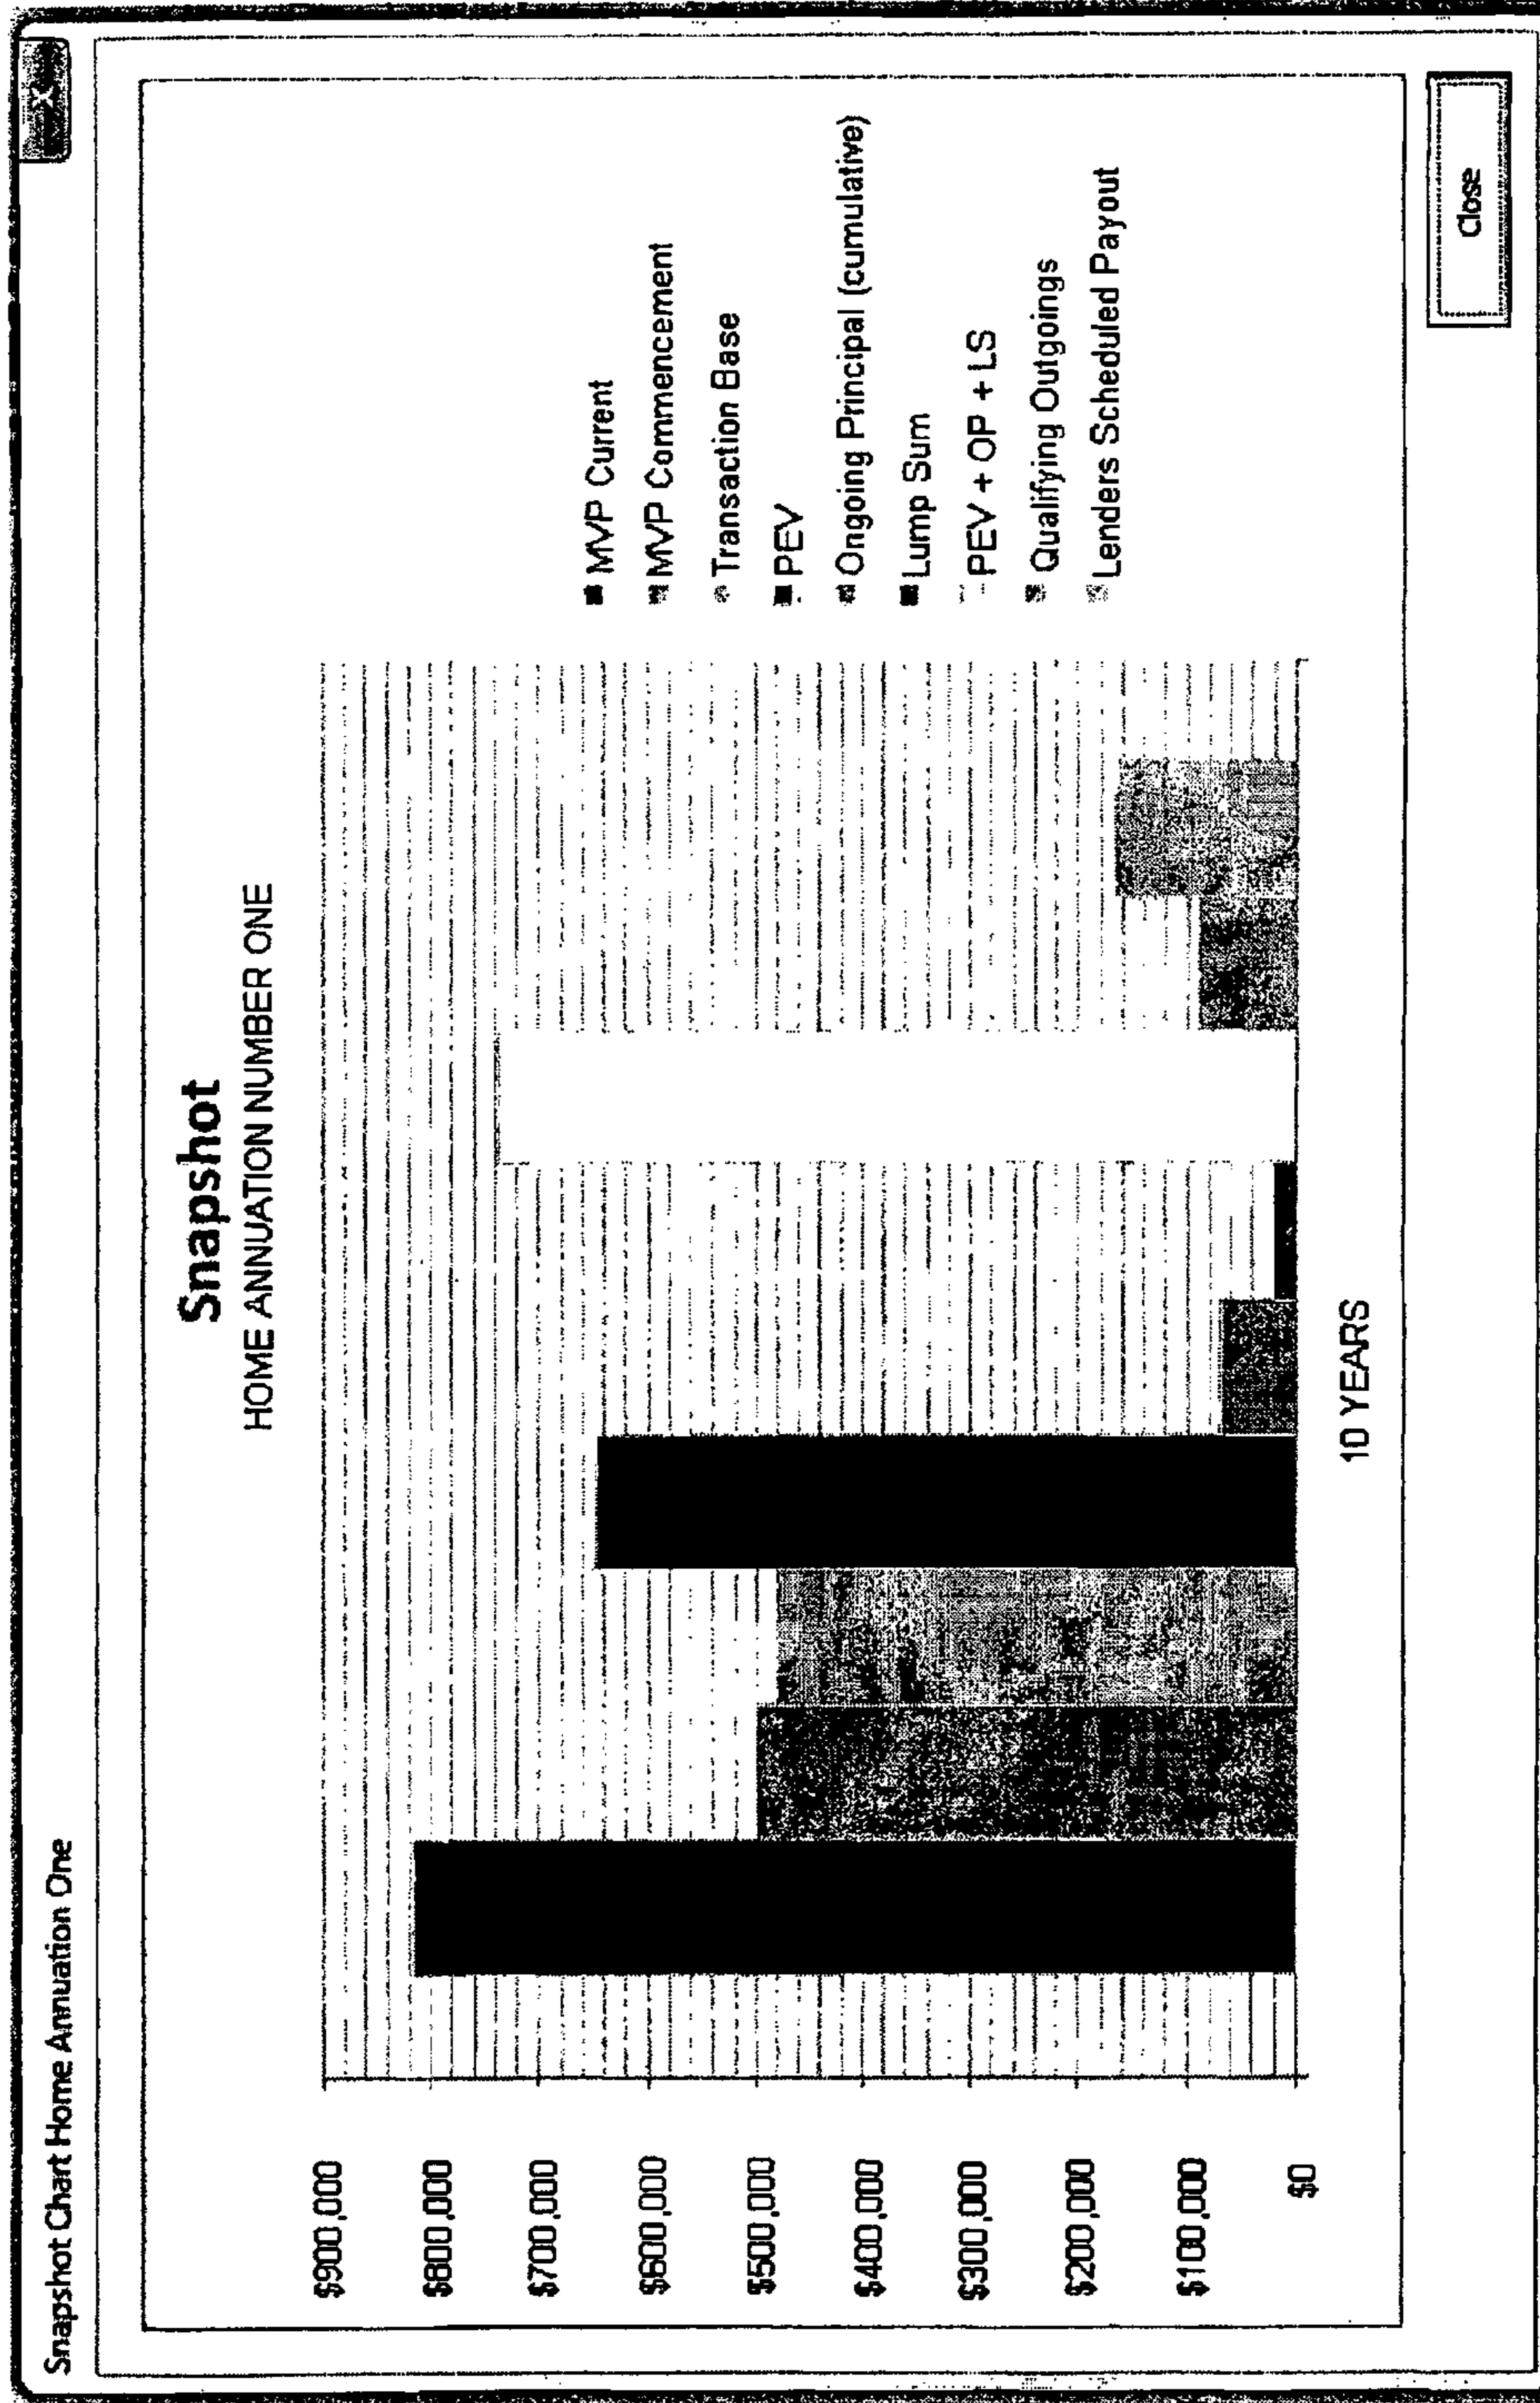 Snapshot Chart Home Annuation One
X
Snapshot
HOME ANNUATION NUMBER ONE
$900,000
$800,000
$700,000
$600,000
$500,000
$400,000
$300,000
$200,000
$100,000
$0
10 YEARS
MVP Current
MVP Commencement
Transaction Base
PEV
Ongoing Principal (cumulative)
Lump Sum
PEV + OP + LS
Qualifying Outgoings
Lenders Scheduled Payout
Close